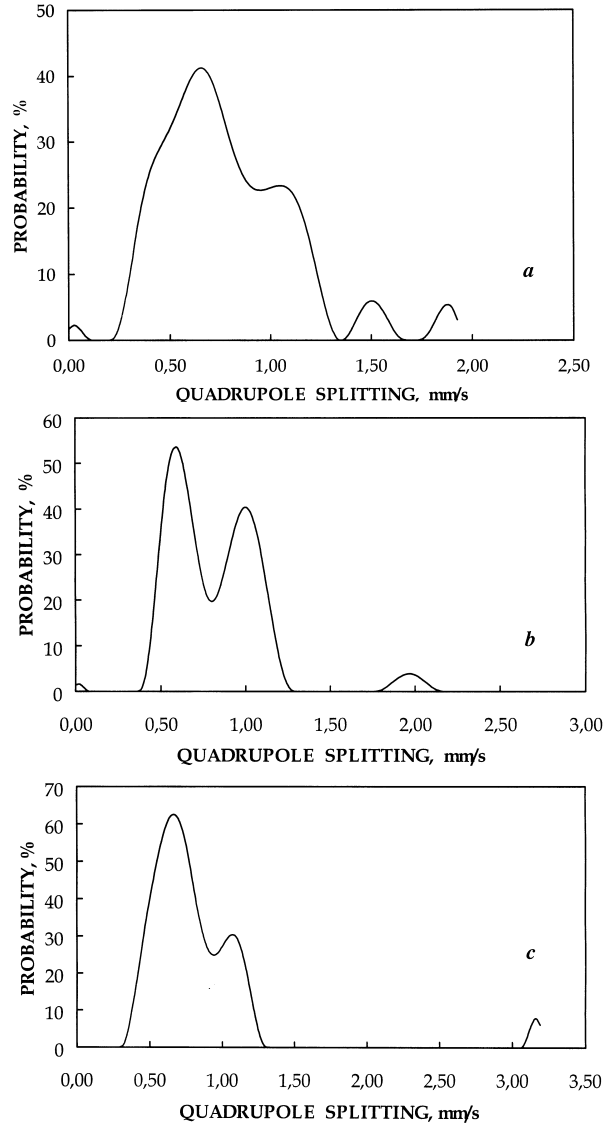 50
40
30
20
10
0
PROBABILITY, %
a
0,00 0,50 1,00 1,50 2,00 2,50
QUADRUPOLE SPLITTING, mm/s
60
50
40
30
20
10
0
PROBABILITY, %
b
0,00 0,50 1,00 1,50 2,00 2,50 3,00
QUADRUPOLE SPLITTING, mm/s
70
60
50
40
30
20
10
0
PROBABILITY, %
c
0,00 0,50 1,00 1,50 2,00 2,50 3,00 3,50
QUADRUPOLE SPLITTING, mm/s